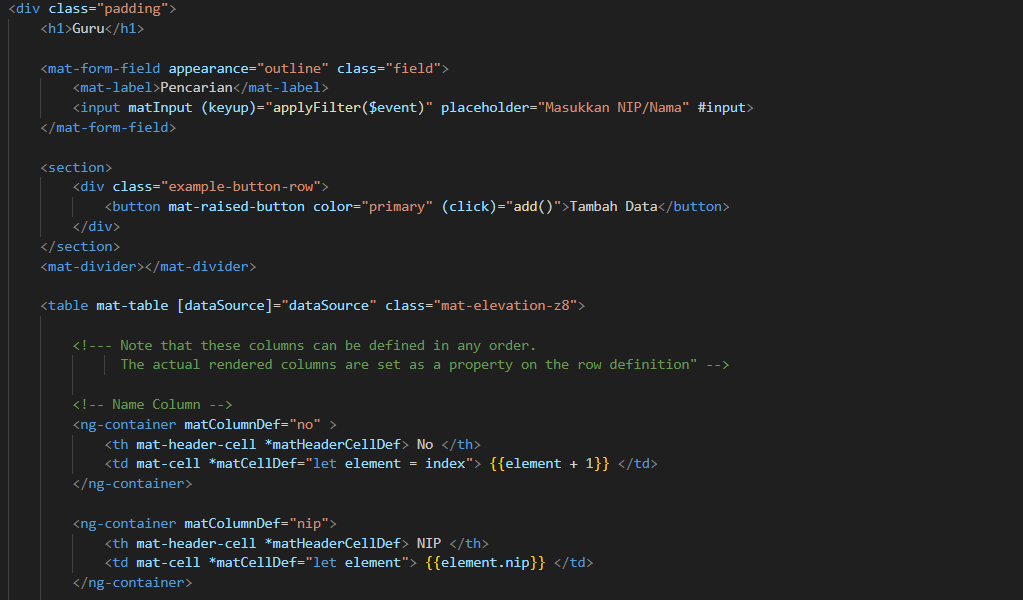 <div class="padding">
<h1>Guru</h1>
<mat-form-field appearance="outline" class="field">
<mat-label>Pencarian</mat-label>
<input matInput (keyup)="applyFilter($event)" placeholder="Masukkan NIP/Nama" #input>
</mat-form-field>
<section>
<div class="example-button-row">
<button mat-raised-button color="primary" (click)="add()">Tambah Data</button>
</div>
</section>
<mat-divider></mat-divider>
<table mat-table [dataSource]="dataSource" class="mat-elevation-z8">
<!--- Note that these columns can be defined in any order.
The actual rendered columns are set as a property on the row definition" -->
<!-- Name Column -->
<ng-container matColumnDef="no" >
<th mat-header-cell *matHeaderCellDef> No </th>
<td mat-cell *matCellDef="let element = index"> {{element + 1}} </td>
</ng-container>
<ng-container matColumnDef="nip">
<th mat-header-cell *matHeaderCellDef> NIP </th>
<td mat-cell *matCellDef="let element"> {{element.nip}} </td>
</ng-container>